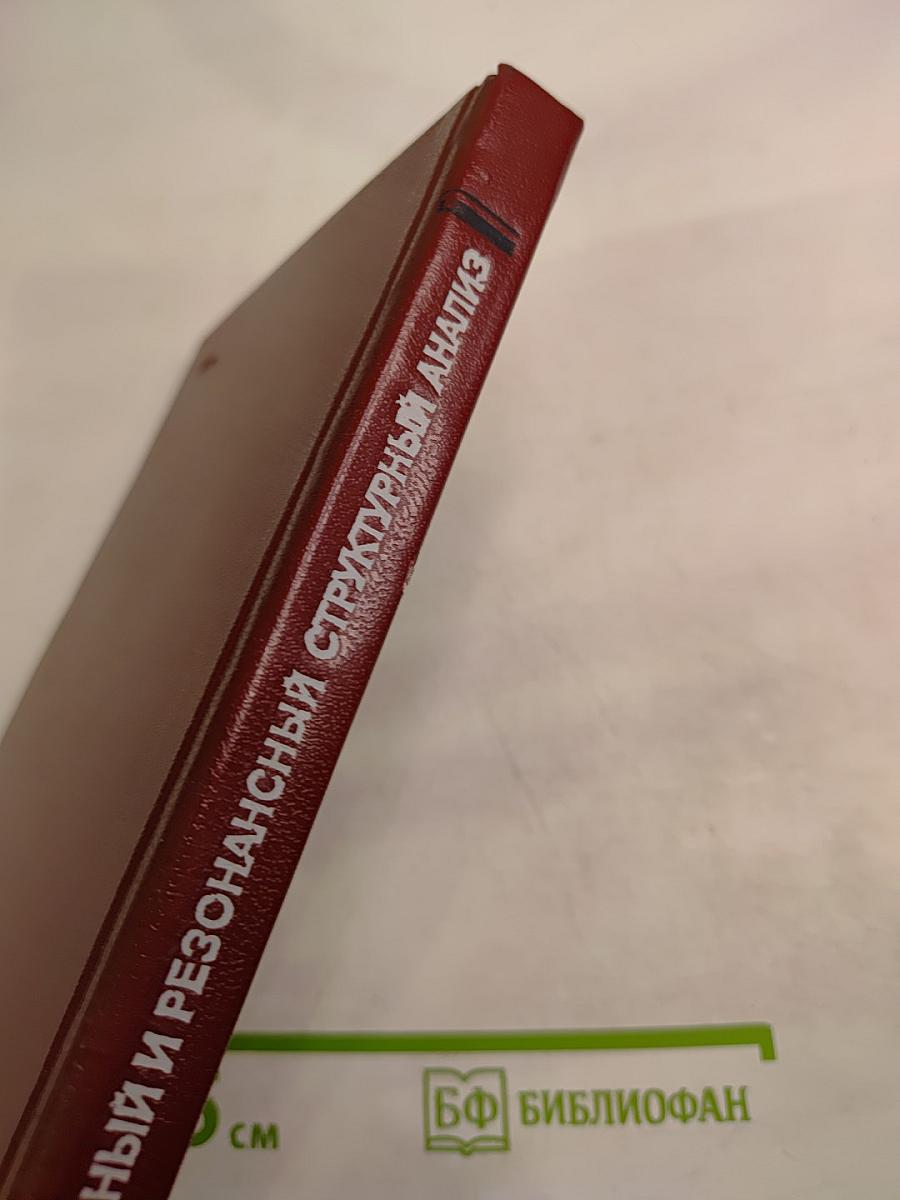 НЫЙ И РЕЗОНАНСНЫЙ СТРУКТУРНЫЙ АНАЛИЗ
см
БФ БИБЛИОФАН